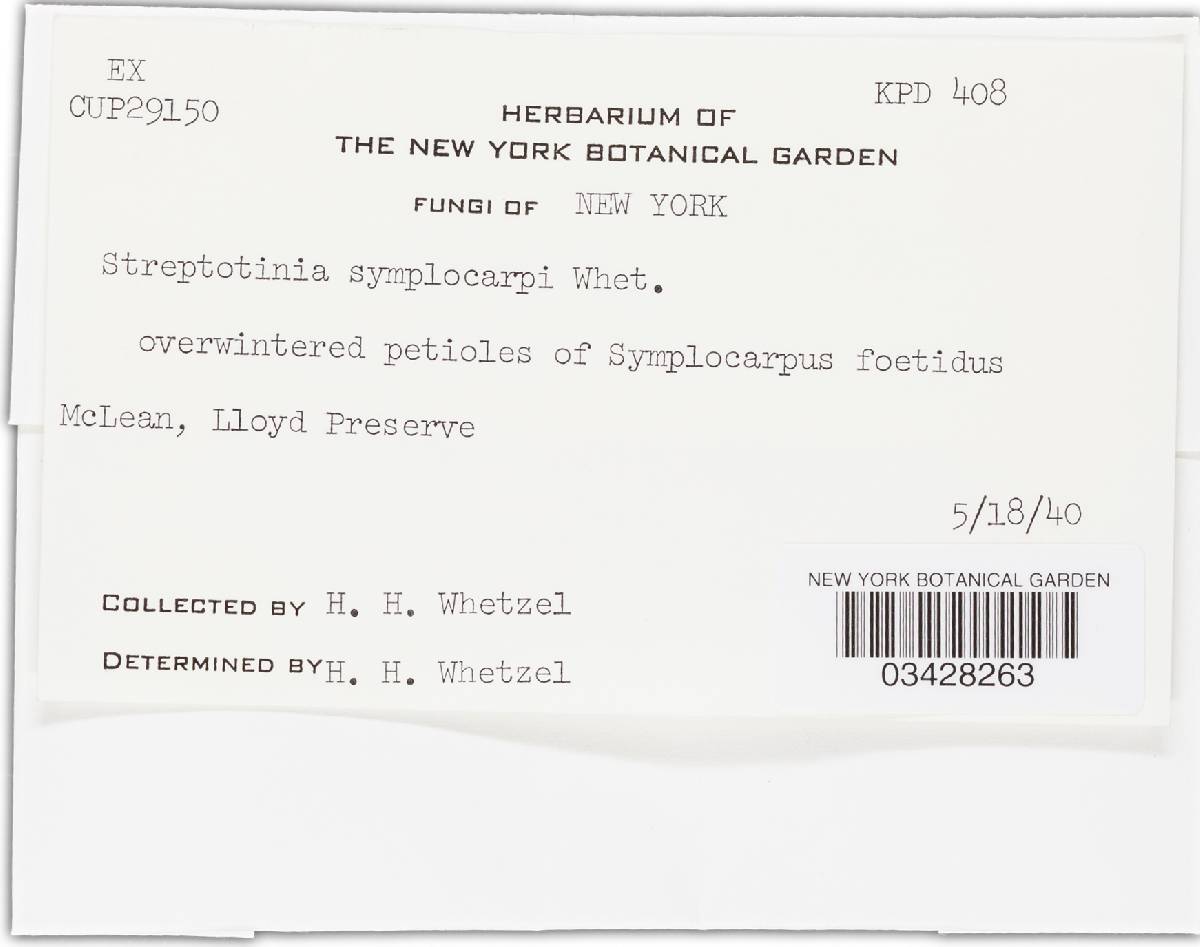 EX
CUP29150
KPD 408
HERBARIUM OF
THE NEW YORK BOTANICAL GARDEN
FUNGI OF NEW YORK
Streptotinia symplocarpi Whet.
overwintered petioles of Symplocarpus foetidus
McLean, Lloyd Preserve
5/18/40
COLLECTED BY H. H. Whetzel
DETERMINED BY H. H. Whetzel
NEW YORK BOTANICAL GARDEN
03428263